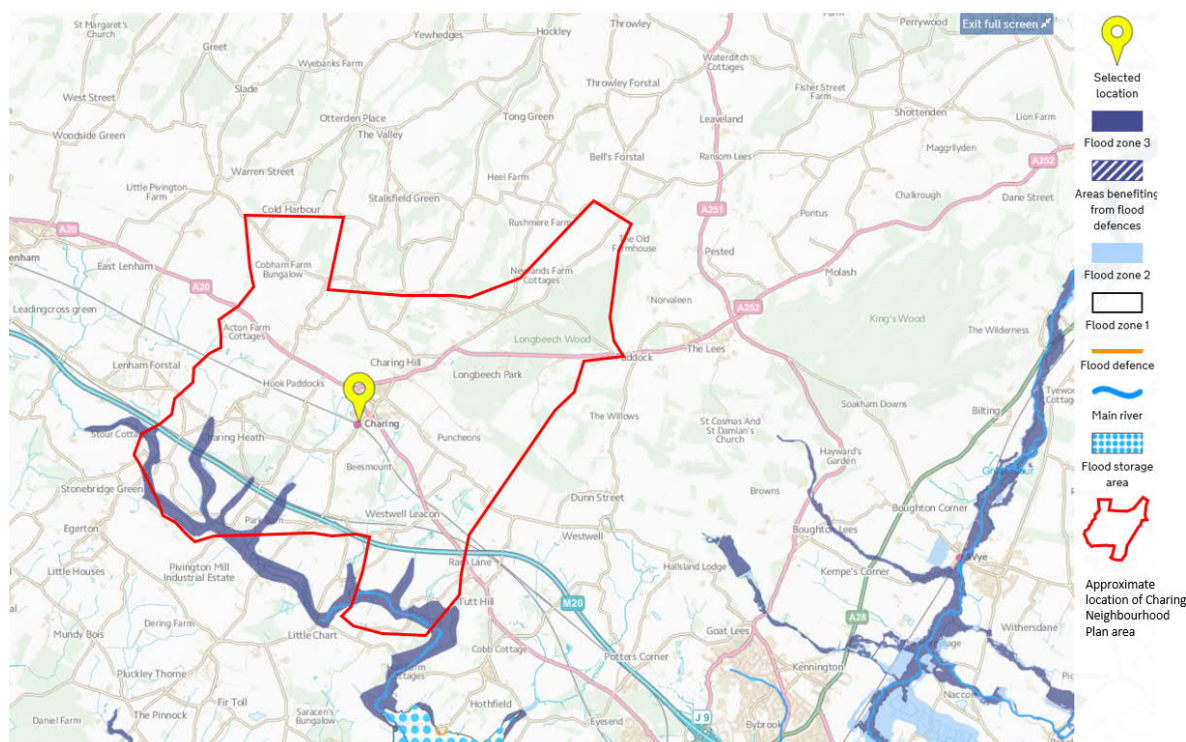 St Margaret's
Church
Yewhedges
Hockley
Throwley
Perrywood
Exit full screen
Greet
Wyebanks Farm
Waterditch
Cottages
Slade
Throwley Forstal
Fisher Street
Farm
West Street
Shottenden
Otterden Place
Tong Green
Leaveland
Lion Farm
Woodside Green
The Valley
Bell's Forstal
Ransom Lees
Maggrllyden
A252
Warren Street
Heel Farm
Little Pivington
Farm
Stalisfield Green
Chalkrough
Dane Street
Cold Harbour
Rushmere Farm
A251
Pontus
A20
The Old
Farmhouse
Pested
East Lenham
Cobham Farm
Bungalow
Newlands Farm
Cottages
Molash
A20
Norvaleen
Leadingcross green
A252
Acton Farm
Cottages
King's Wood
The Wilderness
Longbeech Wood
Charing Hill
The Lees
Lenham Forstal
Longbeech Park
Hook Paddocks
Soakham Downs
Bilting
The Willows
St Cosmas And
St Damian's
Church
Charing
Charing Heath
Puncheons
Hayward's
Garden
Beesmount
Browns
Stonebridge Green
Dunn Street
Boughton Corner
Egerton
Westwell Leacon
Westwell
Boughton Lees
Wye
Pivington Mill
Industrial Estate
Ram Lane
Hallsland Lodge
Kempe's Corner
Little Houses
M20
A28
Tutt Hill
Withersdane
Dering Farm
Little Chart
Goat Lees
Mundy Bois
Cobb Cottage
Potters Corner
Kennington
Pluckley Thorne
Fir Toll
Hothfield
Naccolt
Daniel Farm
The Pinnock
Saracen's
Bungalow
J 9
Eyesend
Bybrook
Selected
location
Flood zone 3
Areas benefiting
from flood
defences
Flood zone 2
Flood zone 1
Flood defence
Main river
Flood storage
area
Approximate
location of Charing
Neighbourhood
Plan area